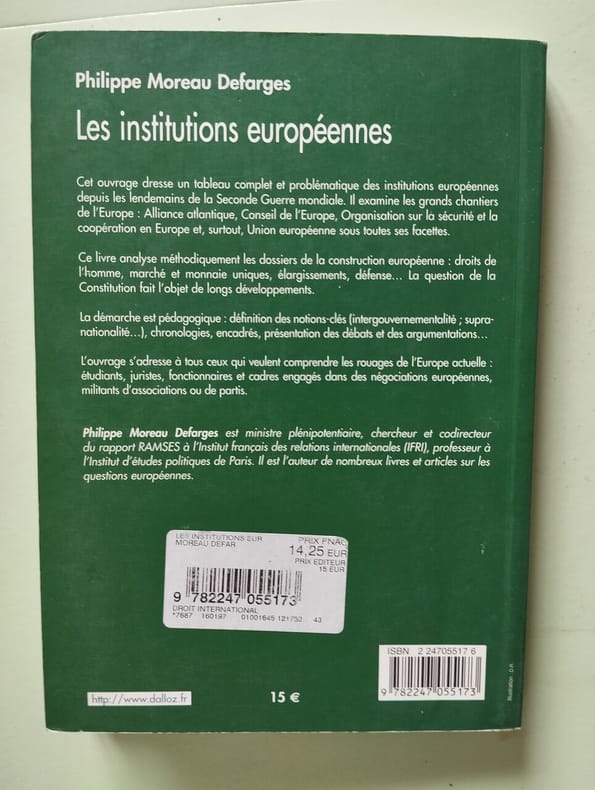 Philippe Moreau Defarges
Les institutions européennes
Cet ouvrage dresse un tableau complet et problématique des institutions européennes
depuis les lendemains de la Seconde Guerre mondiale. Il examine les grands chantiers
de l'Europe : Alliance atlantique, Conseil de l'Europe, Organisation sur la sécurité et la
coopération en Europe et, surtout, Union européenne sous toutes ses facettes.
Ce livre analyse méthodiquement les dossiers de la construction européenne : droits de
l'homme, marché et monnaie uniques, élargissements, défense... La question de la
Constitution fait l'objet de longs développements.
La démarche est pédagogique : définition des notions-clés (intergouvernementalité ; supra-
nationalité...), chronologies, encadrés, présentation des débats et des argumentations...
L'ouvrage s'adresse à tous ceux qui veulent comprendre les rouages de l'Europe actuelle :
étudiants, juristes, fonctionnaires et cadres engagés dans des négociations européennes,
militants d'associations ou de partis.
Philippe Moreau Defarges est ministre plénipotentiaire, chercheur et codirecteur
du rapport RAMSES à l'Institut français des relations internationales (IFRI), professeur à
l'Institut d'études politiques de Paris. Il est l'auteur de nombreux livres et articles sur les
questions européennes.
LES INSTITUTIONS EUR PRIX FNAC
MOREAU DEFAR 14,25 EUR
PRIX EDITEUR
15 EUR
9 782247 055173
DROIT INTERNATIONAL
*7687 160197 01001645 121752 43
ISBN 2 24705517 6
9 782247 055173
http://www.dalloz.fr
15 €
Illustration : D.R.